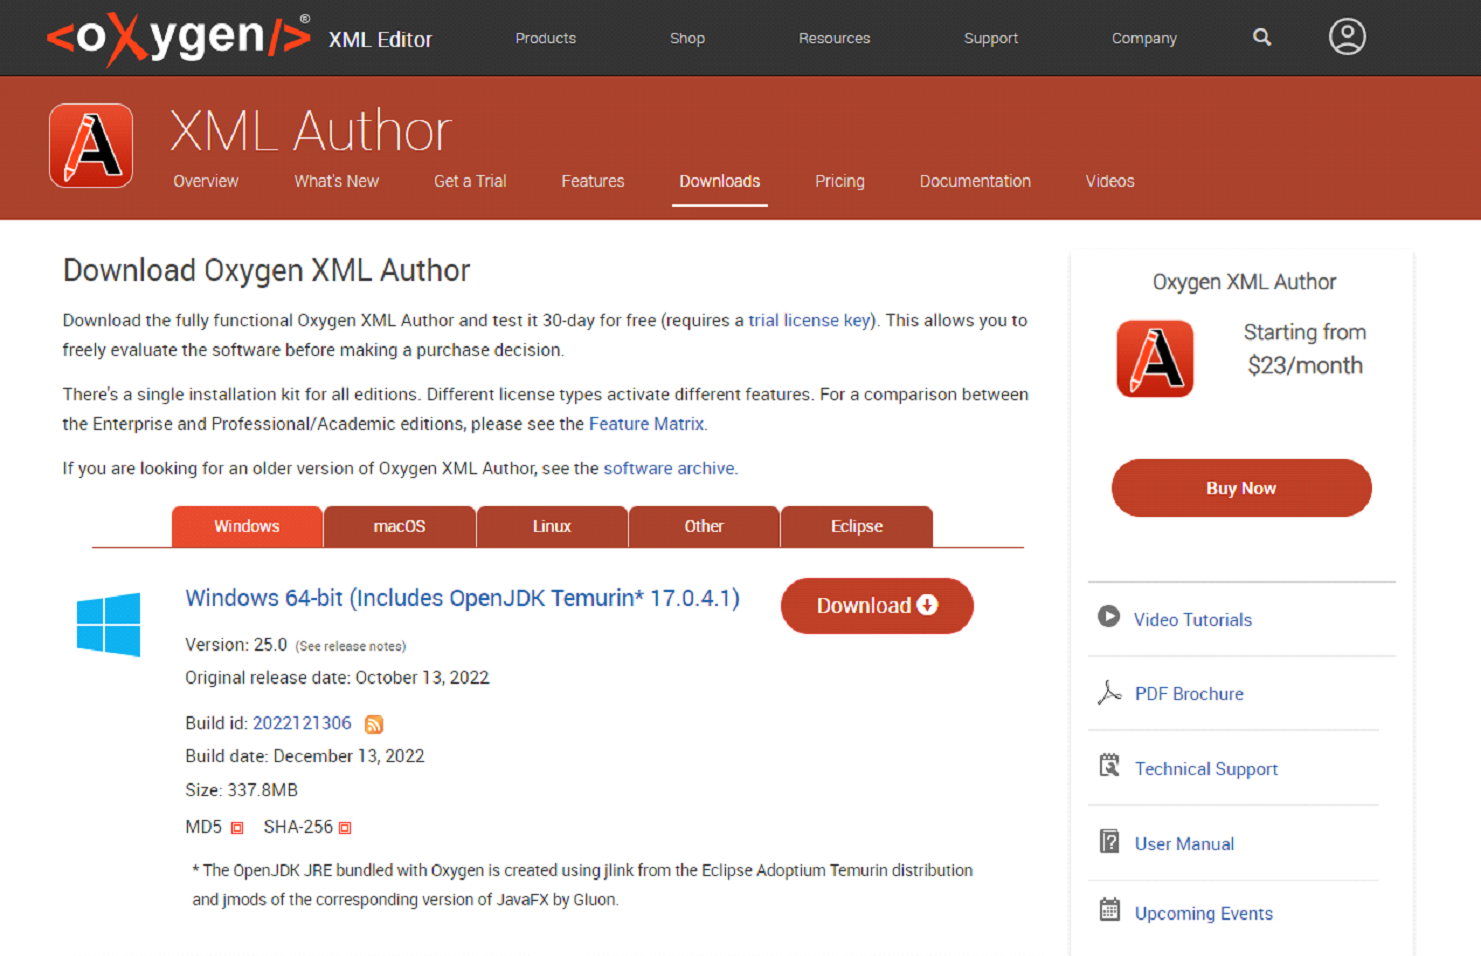 <oXygen/>® XML Editor Products Shop Resources Support Company
XML Author
Overview What's New Get a Trial Features Downloads Pricing Documentation Videos
Download Oxygen XML Author
Download the fully functional Oxygen XML Author and test it 30-day for free (requires a trial license key). This allows you to
freely evaluate the software before making a purchase decision.
There's a single installation kit for all editions. Different license types activate different features. For a comparison between
the Enterprise and Professional/Academic editions, please see the Feature Matrix.
If you are looking for an older version of Oxygen XML Author, see the software archive.
Windows macOS Linux Other Eclipse
Windows 64-bit (Includes OpenJDK Temurin* 17.0.4.1)
Download
Version: 25.0 (See release notes)
Original release date: October 13, 2022
Build id: 2022121306
Build date: December 13, 2022
Size: 337.8MB
MD5 SHA-256
* The OpenJDK JRE bundled with Oxygen is created using jlink from the Eclipse Adoptium Temurin distribution
and jmods of the corresponding version of JavaFX by Gluon.
Oxygen XML Author
Starting from
$23/month
Buy Now
Video Tutorials
PDF Brochure
Technical Support
User Manual
Upcoming Events